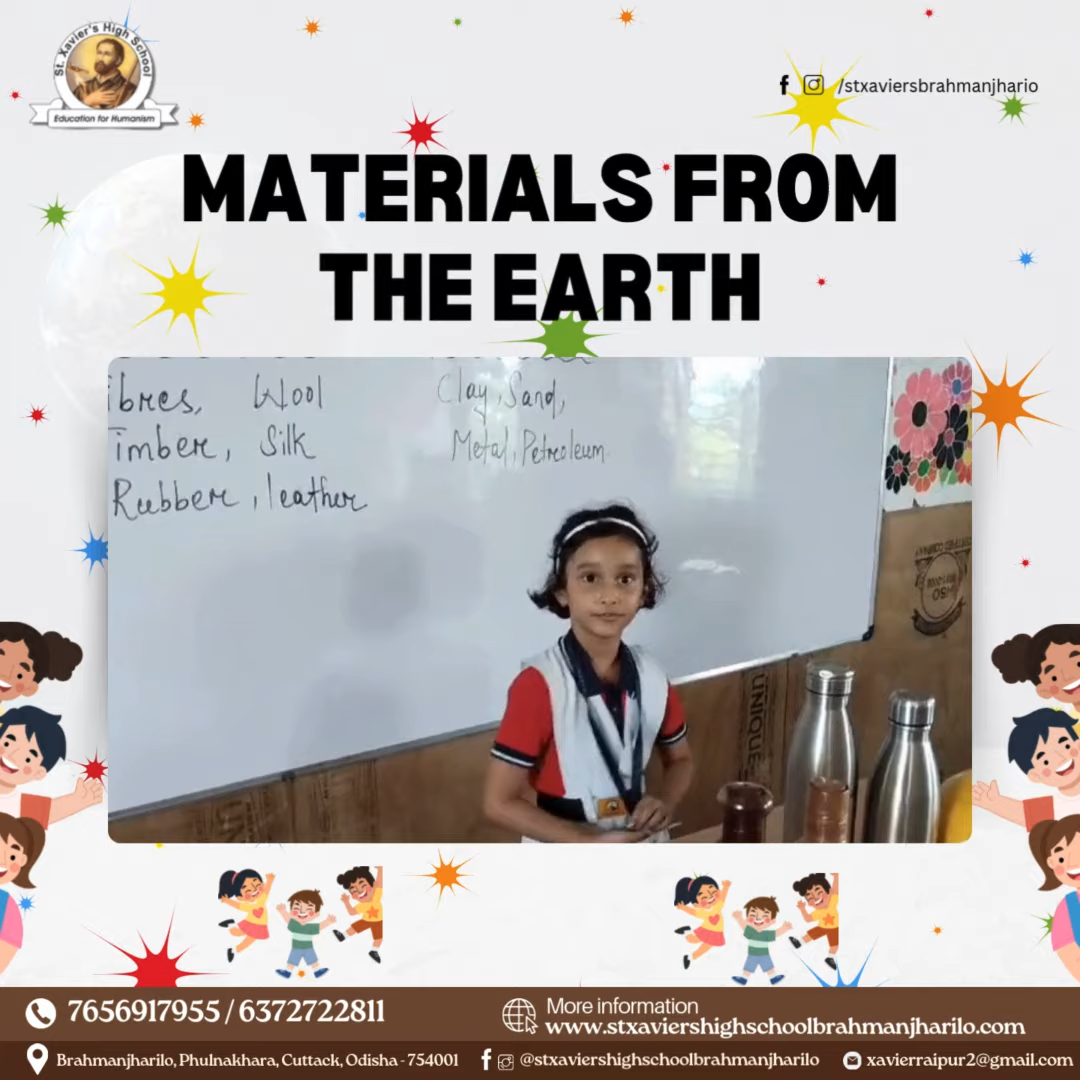 St. Xavier's High School
Education for Humanism
/stxaviersbrahmanjhario
MATERIALS FROM
THE EARTH
ibres, Wool
Timber, Silk
Rubber, leather
Clay, Sand,
Metal, Petroleum
UNIQUE
7656917955 / 6372722811
More information
www.stxaviershighschoolbrahmanjharilo.com
Brahmanjharilo, Phulnakhara, Cuttack, Odisha - 754001
@stxaviershighschoolbrahmanjharilo
xavierraipur2@gmail.com